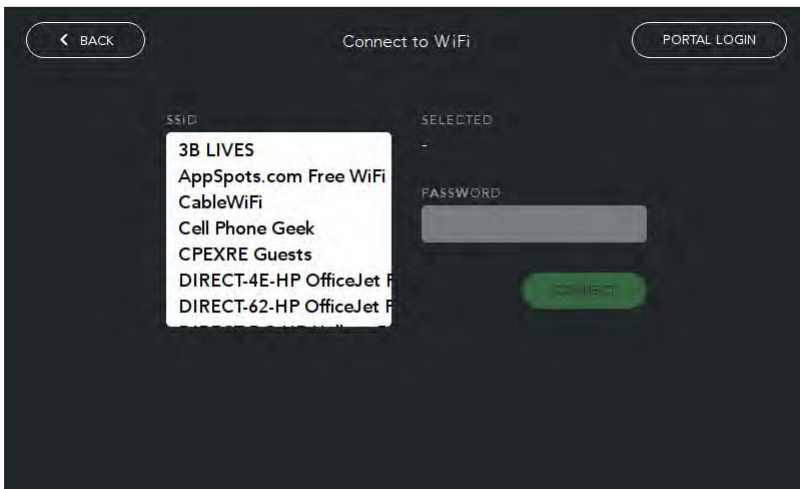 BACK
Connect to WiFi
PORTAL LOGIN
SSID
3B LIVES
AppSpots.com Free WiFi
CableWiFi
Cell Phone Geek
CPEXRE Guests
DIRECT-4E-HP OfficeJet
DIRECT-62-HP OfficeJet
SELECTED
-
PASSWORD
CONNECT